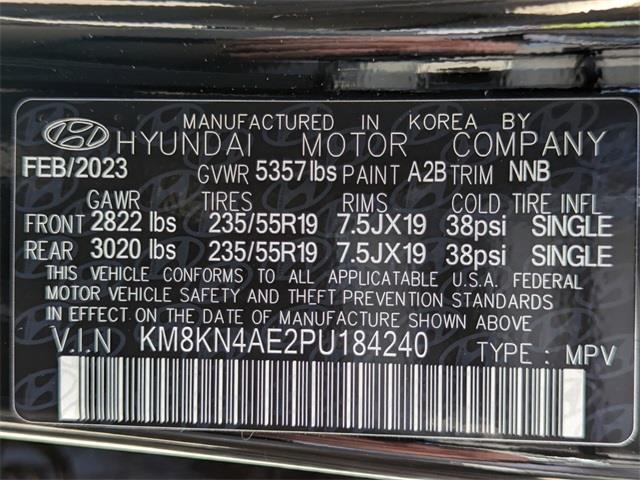 MANUFACTURED IN KOREA BY
HYUNDAI MOTOR COMPANY
FEB/2023 GVWR 5357 lbs PAINT A2B TRIM NNB
GAWR TIRES RIMS COLD TIRE INFL
FRONT 2822 lbs 235/55R19 7.5JX19 38psi SINGLE
REAR 3020 lbs 235/55R19 7.5JX19 38psi SINGLE
THIS VEHICLE CONFORMS TO ALL APPLICATABLE U.S.A. FEDERAL
MOTOR VEHICLE SAFETY AND THEFT PREVENTION STANDARDS
IN EFFECT ON THE DATE OF MANUFACTURE SHOWN ABOVE
V.I.N KM8KN4AE2PU184240 TYPE : MPV